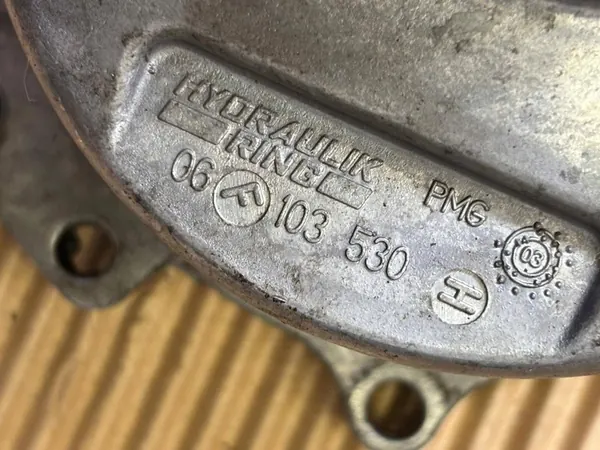 HYDRAULIK
RING
06 F 103 530
PMG
03
H